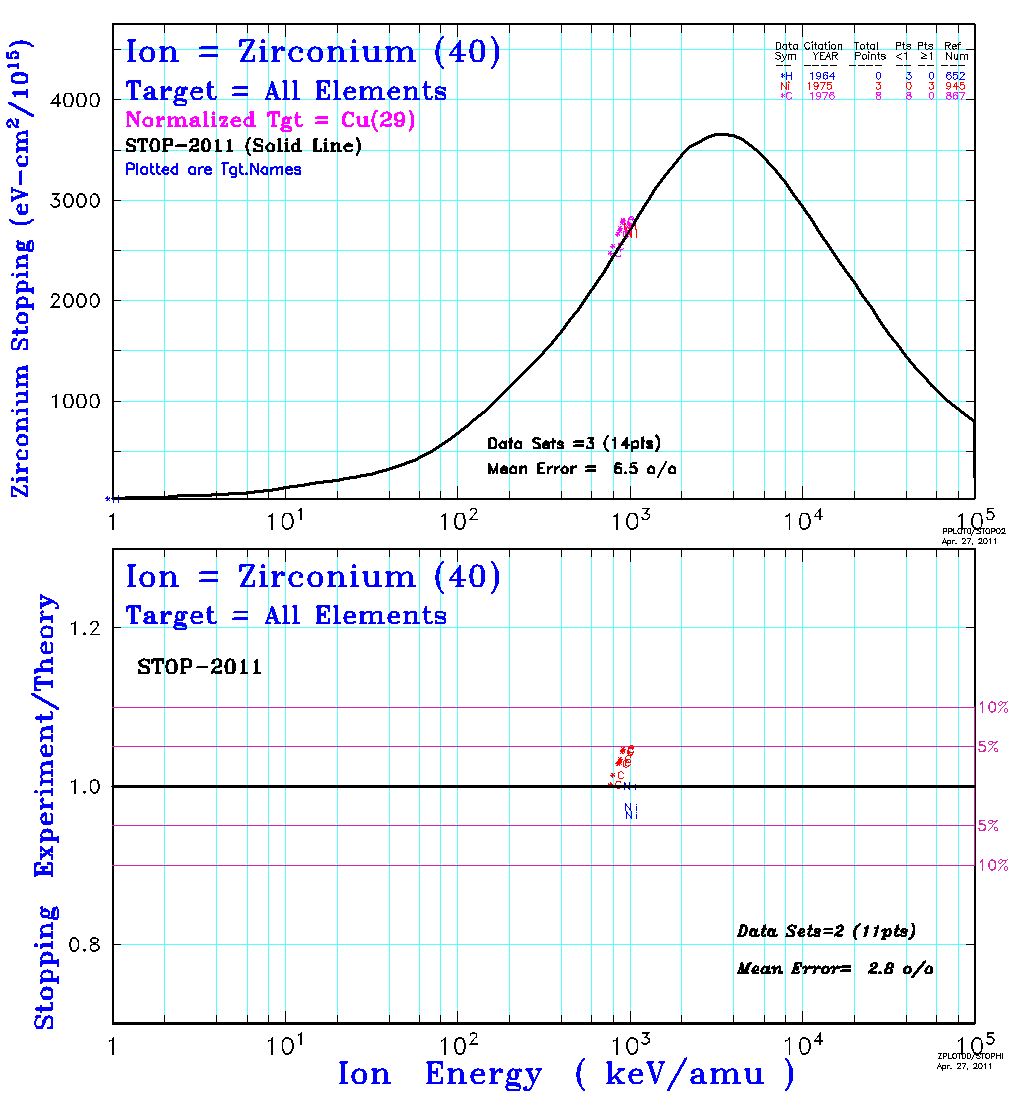 Ion = Zirconium (40)
Target = All Elements
Normalized Tgt = Cu(29)
STOP-2011 (Solid Line)
Plotted are Tgt.Names
Data Citation Total Pts Pts Ref
Sym YEAR Points <1 ≥1 Num
*H 1964 0 3 0 652
Ni 1975 3 0 3 945
*C 1976 8 8 0 867
Zirconium Stopping (eV-cm²/10¹⁵)
4000
3000
2000
1000
Data Sets =3 (14pts)
Mean Error = 6.5 o/o
1 10¹ 10² 10³ 10⁴ 10⁵
Apr. 27, 2011
Ion = Zirconium (40)
Target = All Elements
STOP-2011
Stopping Experiment/Theory
1.2
1.0
0.8
10%
5%
5%
10%
*C
Ni
Ni
Ni
Data Sets=2 (11pts)
Mean Error= 2.8 o/o
1 10¹ 10² 10³ 10⁴ 10⁵
Ion Energy ( keV/amu )
Apr. 27, 2011